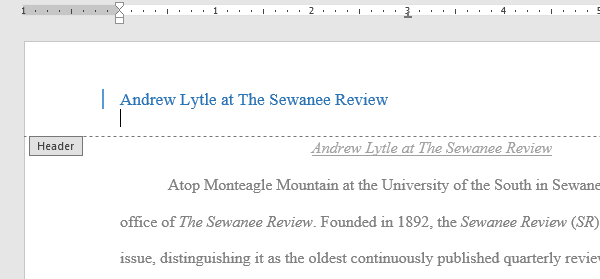 1 1 2 3 4 5
Andrew Lytle at The Sewanee Review
Header
Andrew Lytle at The Sewanee Review
Atop Monteagle Mountain at the University of the South in Sewane
office of The Sewanee Review. Founded in 1892, the Sewanee Review (SR)
issue, distinguishing it as the oldest continuously published quarterly review